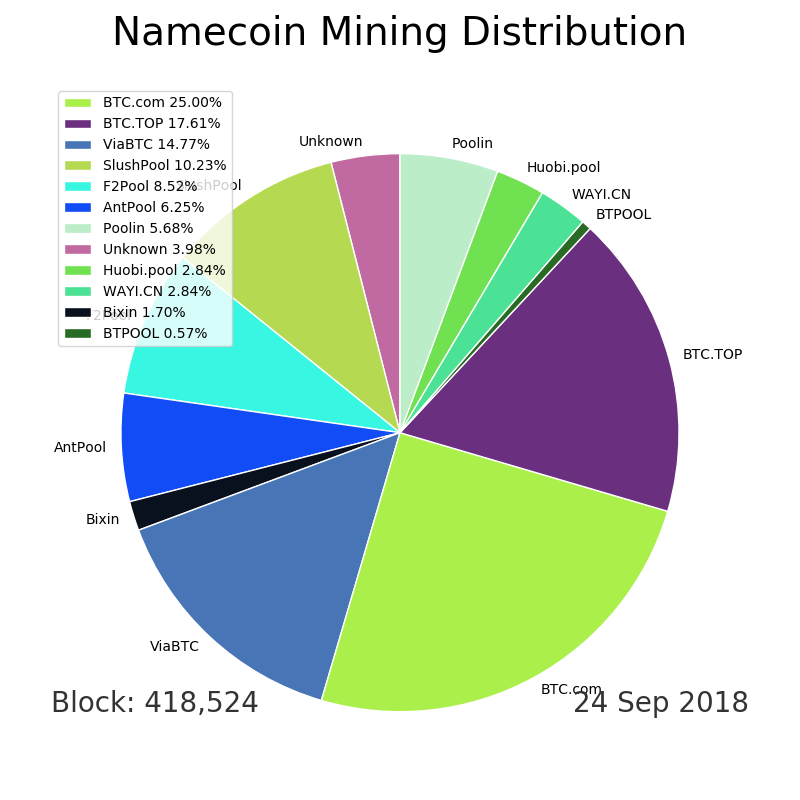 Namecoin Mining Distribution
BTC.com 25.00%
BTC.TOP 17.61%
ViaBTC 14.77%
SlushPool 10.23%
F2Pool 8.52%
AntPool 6.25%
Poolin 5.68%
Unknown 3.98%
Huobi.pool 2.84%
WAYI.CN 2.84%
Bixin 1.70%
BTPOOL 0.57%
Unknown
Poolin
Huobi.pool
SlushPool
WAYI.CN
BTPOOL
F2Pool
BTC.TOP
AntPool
Bixin
ViaBTC
BTC.com
Block: 418,524
24 Sep 2018